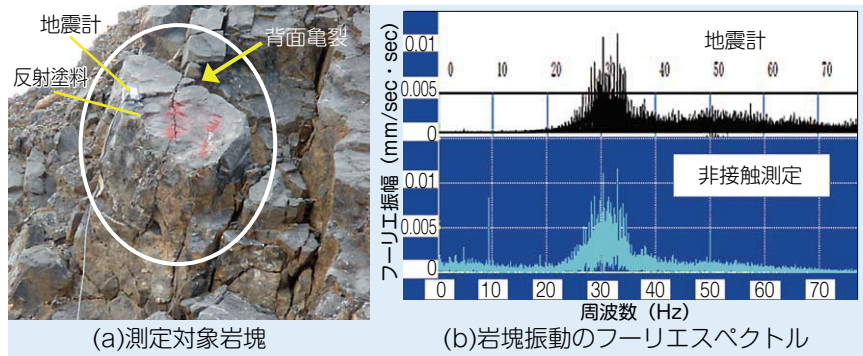 地震計
反射塗料
背面亀裂
(a)測定対象岩塊
フーリエ振幅 (mm/sec・sec)
0.01
0.005
0
地震計
0 10 20 30 40 50 60 70
非接触測定
0.01
0.005
0
0 10 20 30 40 50 60 70
周波数 (Hz)
(b)岩塊振動のフーリエスペクトル